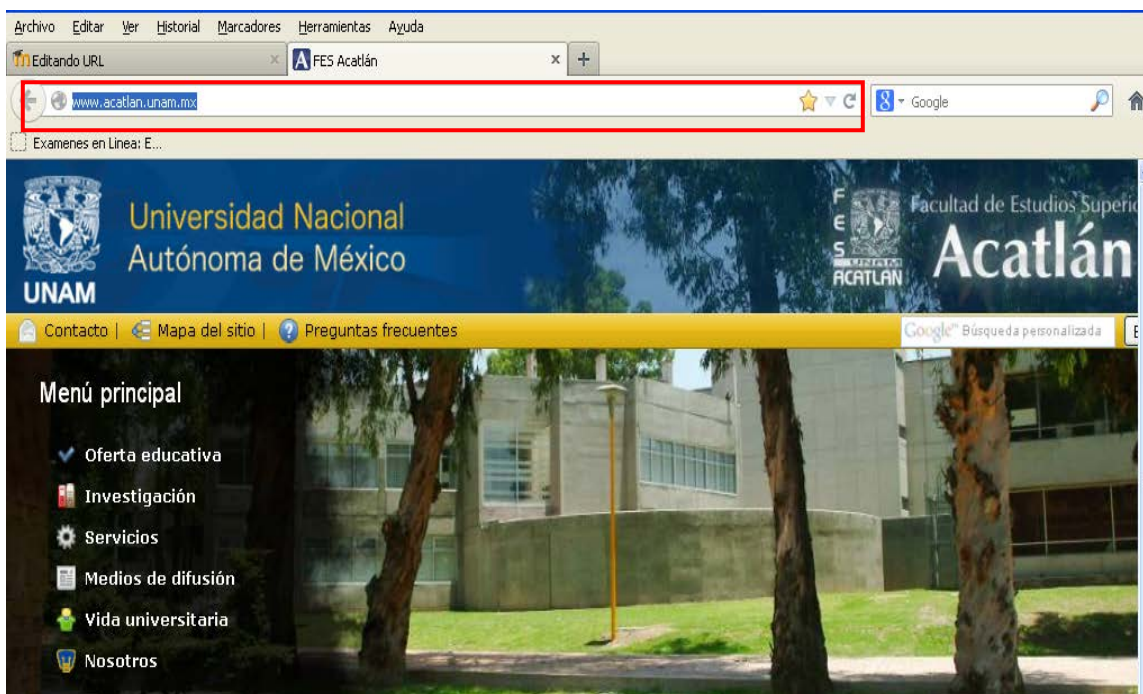 Archivo Editar Ver Historial Marcadores Herramientas Ayuda
Editando URL
FES Acatlán
www.acatlan.unam.mx
Google
Examenes en Linea: E...
Universidad Nacional
Autónoma de México
UNAM
FES
UNAM
ACATLAN
Facultad de Estudios Superio
Acatlán
Contacto | Mapa del sitio | Preguntas frecuentes
Google™ Búsqueda personalizada
Menú principal
Oferta educativa
Investigación
Servicios
Medios de difusión
Vida universitaria
Nosotros